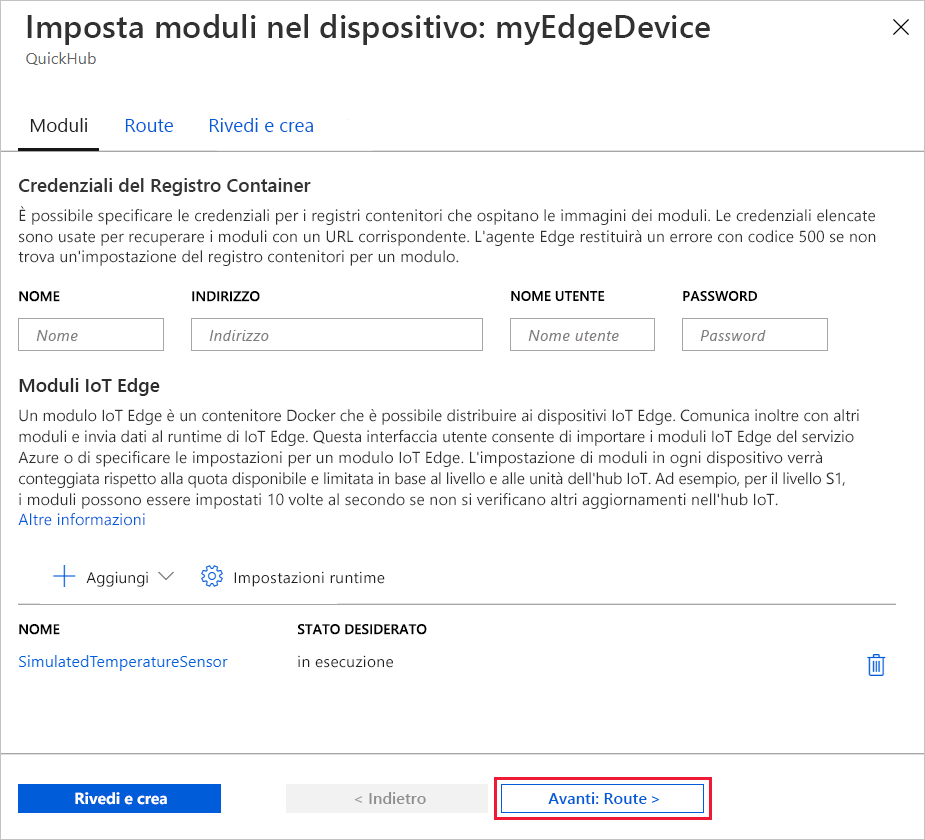 Imposta moduli nel dispositivo: myEdgeDevice
QuickHub
Moduli Route Rivedi e crea
Credenziali del Registro Container
È possibile specificare le credenziali per i registri contenitori che ospitano le immagini dei moduli. Le credenziali elencate
sono usate per recuperare i moduli con un URL corrispondente. L'agente Edge restituirà un errore con codice 500 se non
trova un'impostazione del registro contenitori per un modulo.
NOME INDIRIZZO NOME UTENTE PASSWORD
Nome Indirizzo Nome utente Password
Moduli IoT Edge
Un modulo IoT Edge è un contenitore Docker che è possibile distribuire ai dispositivi IoT Edge. Comunica inoltre con altri
moduli e invia dati al runtime di IoT Edge. Questa interfaccia utente consente di importare i moduli IoT Edge del servizio
Azure o di specificare le impostazioni per un modulo IoT Edge. L'impostazione di moduli in ogni dispositivo verrà
conteggiata rispetto alla quota disponibile e limitata in base al livello e alle unità dell'hub IoT. Ad esempio, per il livello S1,
i moduli possono essere impostati 10 volte al secondo se non si verificano altri aggiornamenti nell'hub IoT.
Altre informazioni
Aggiungi Impostazioni runtime
NOME STATO DESIDERATO
SimulatedTemperatureSensor in esecuzione
Rivedi e crea < Indietro Avanti: Route >